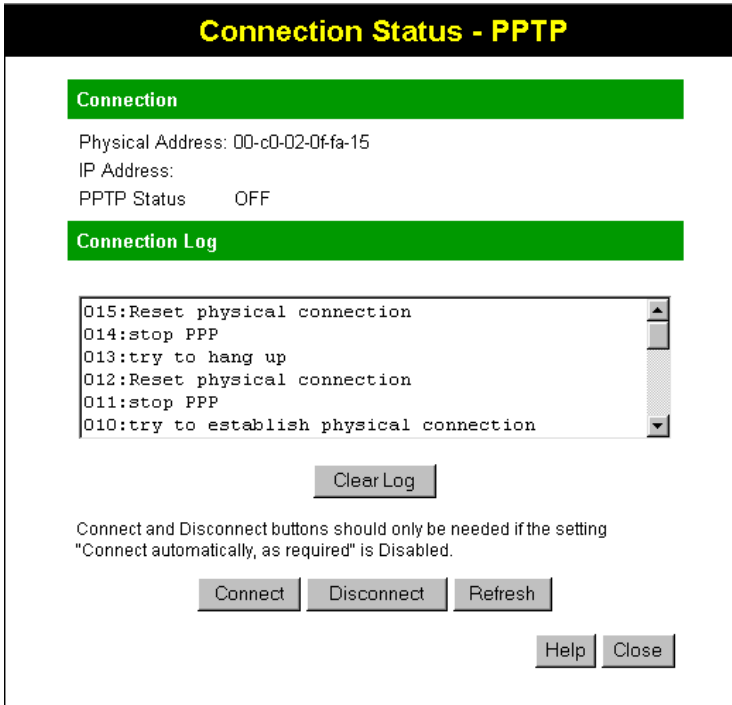 Connection Status - PPTP
Connection
Physical Address: 00-c0-02-0f-fa-15
IP Address:
PPTP Status OFF
Connection Log
015:Reset physical connection
014:stop PPP
013:try to hang up
012:Reset physical connection
011:stop PPP
010:try to establish physical connection
Clear Log
Connect and Disconnect buttons should only be needed if the setting
"Connect automatically, as required" is Disabled.
Connect Disconnect Refresh
Help Close